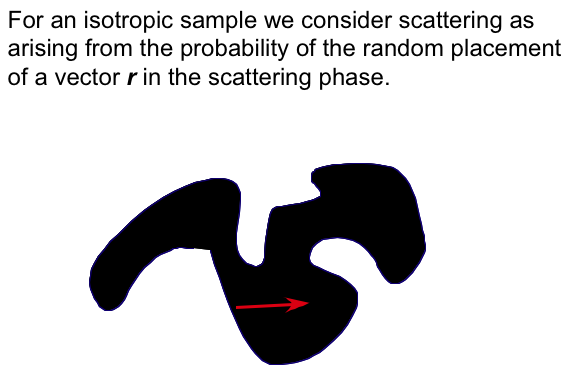 For an isotropic sample we consider scattering as
arising from the probability of the random placement
of a vector r in the scattering phase.